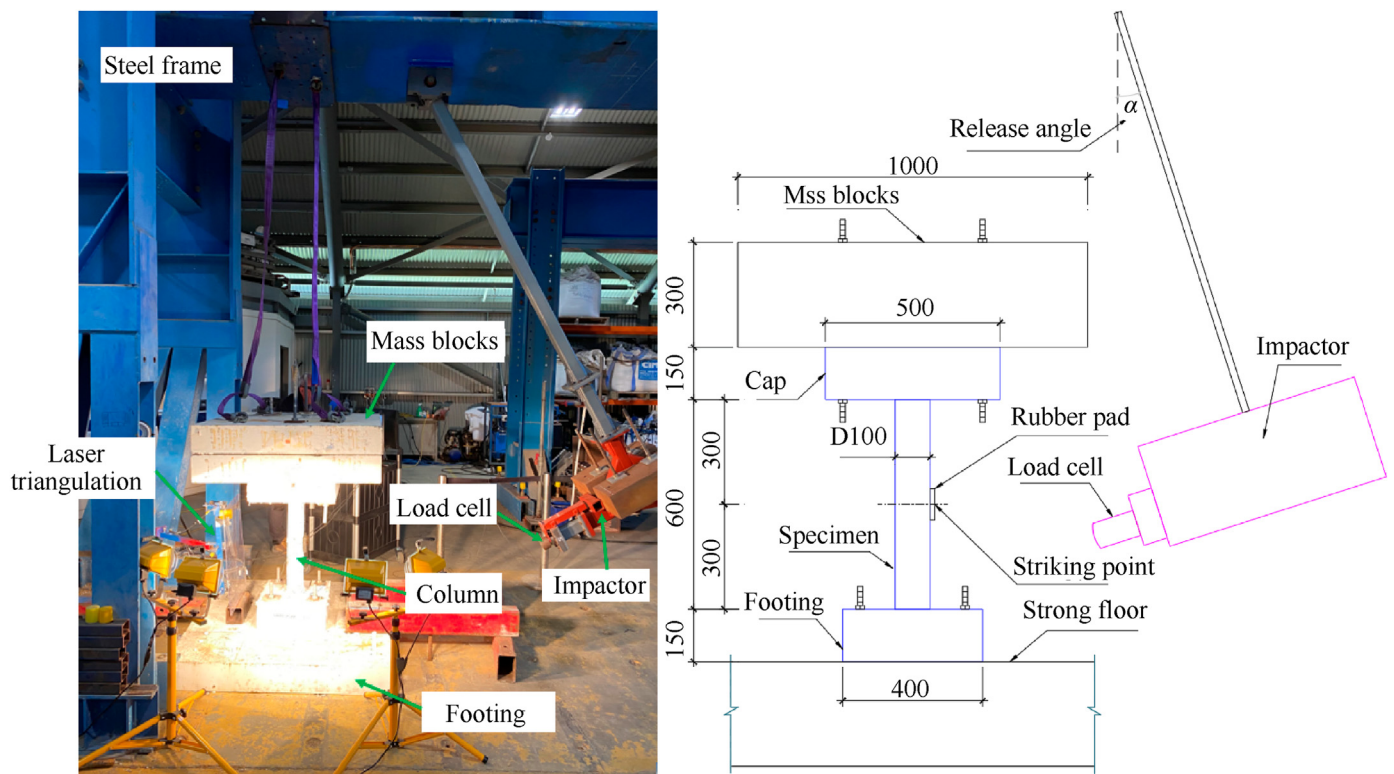 Steel frame
Mass blocks
Laser
triangulation
Load cell
Impactor
Column
Footing
α
Release angle
1000
Mss blocks
300
500
150
Cap
Impactor
D100
Rubber pad
300
Load cell
600
Specimen
300
Striking point
Footing
Strong floor
150
400